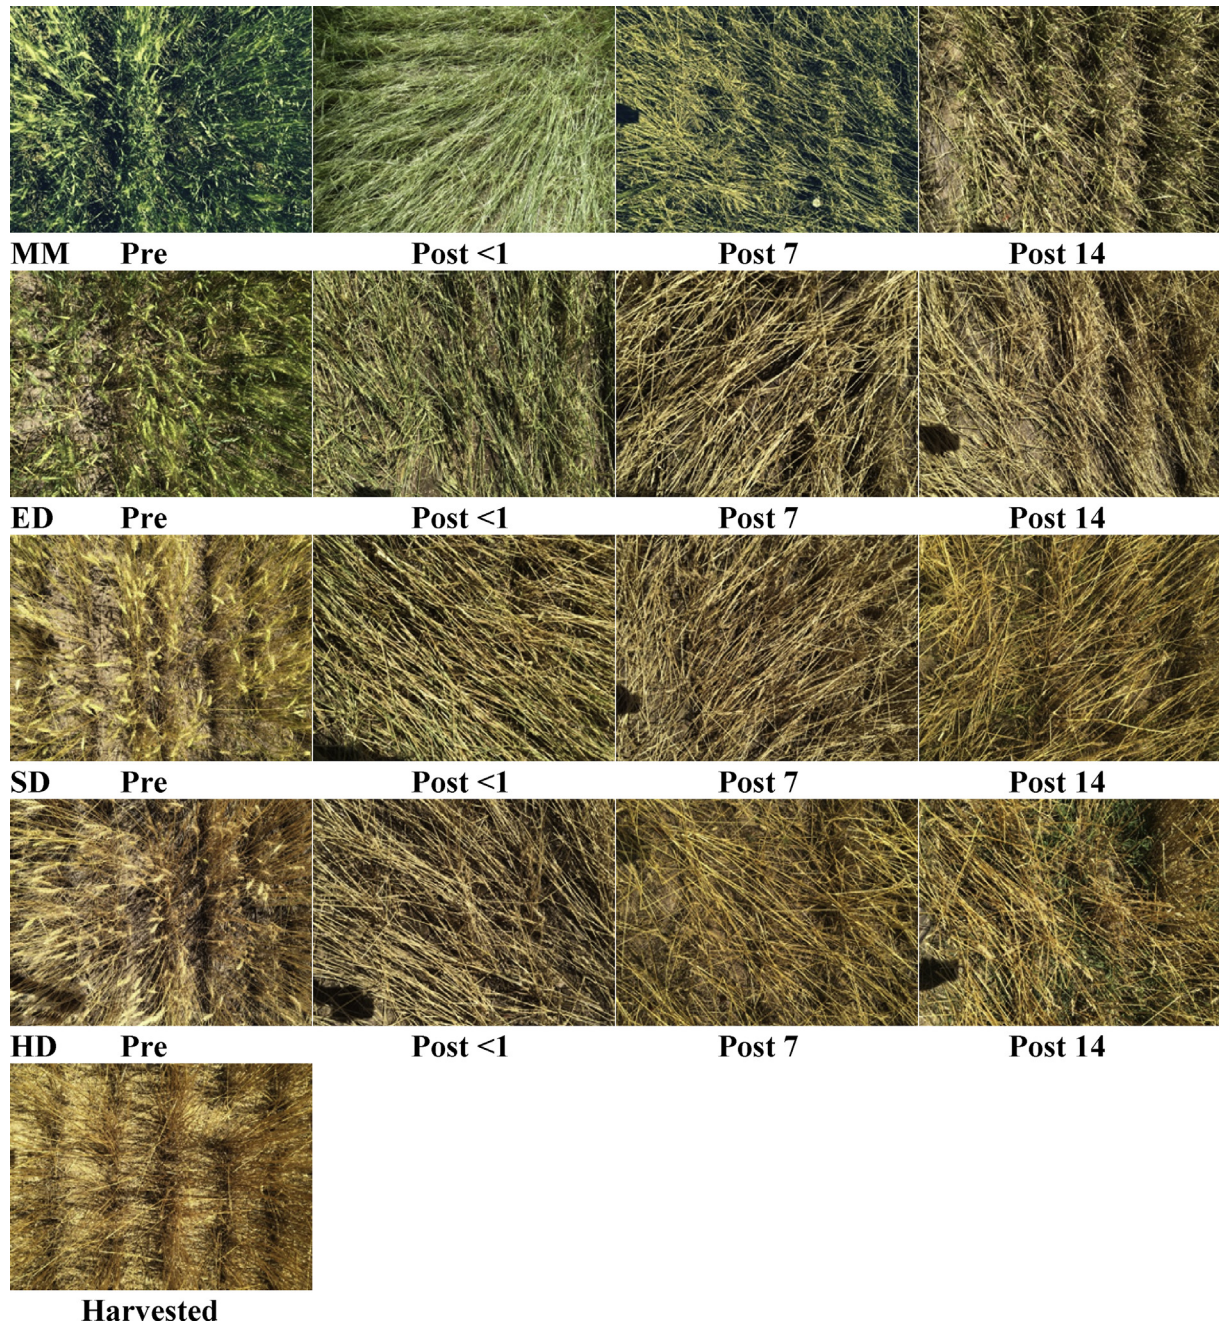 MM Pre Post <1 Post 7 Post 14
ED Pre Post <1 Post 7 Post 14
SD Pre Post <1 Post 7 Post 14
HD Pre Post <1 Post 7 Post 14
Harvested